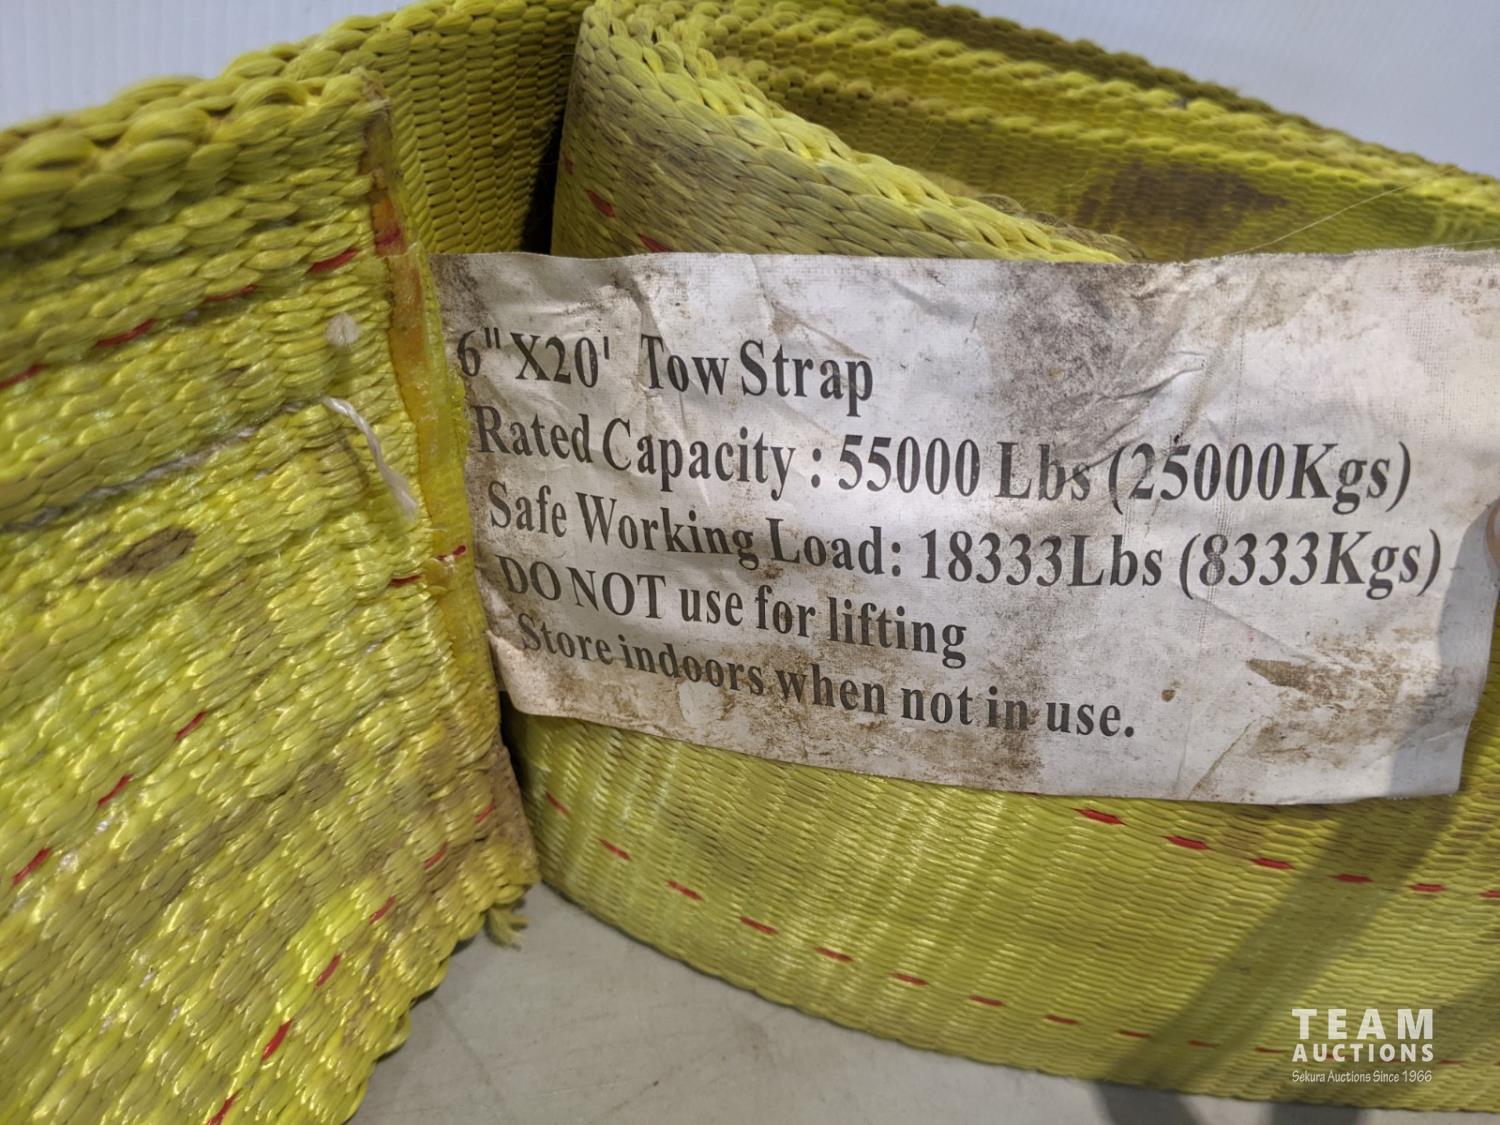 6"X20' Tow Strap
Rated Capacity : 55000 Lbs (25000Kgs)
Safe Working Load: 18333Lbs (8333Kgs)
DO NOT use for lifting
Store indoors when not in use.
TEAM
AUCTIONS
Sekura Auctions Since 1966